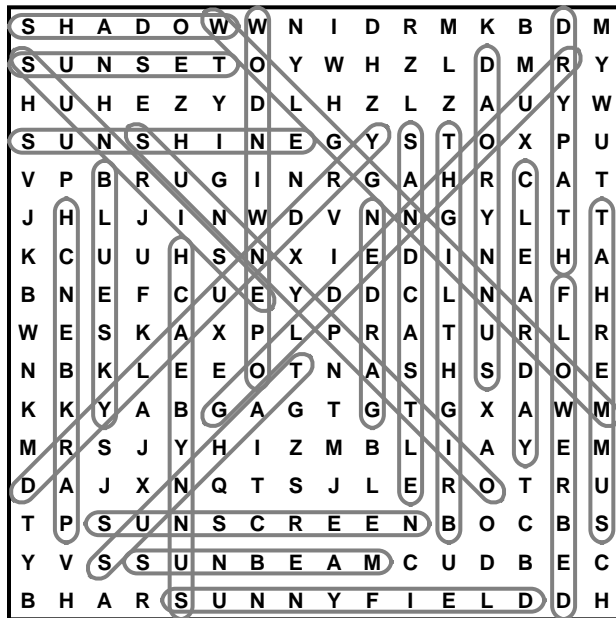 S H A D O W W N I D R M K B D M
S U N S E T O Y W H Z L D M R Y
H U H E Z Y D L H Z L Z A U Y W
S U N S H I N E G Y S T O X P U
V P B R U G I N R G A H R C A T
J H L J I N W D V N N G Y L T T
K C U U H S N X I E D I N E H A
B N E F C U E Y D D C L N A F H
W E S K A X P L P R A T U R L R
N B K L E E O T N A S H S D O E
K K Y A B G A G T G T G X A W M
M R S J Y H I Z M B L I A Y E M
D A J X N Q T S J L E R O T R U
T P S U N S C R E E N B O C B S
Y V S S U N B E A M C U D B E C
B H A R S U N N Y F I E L D D H